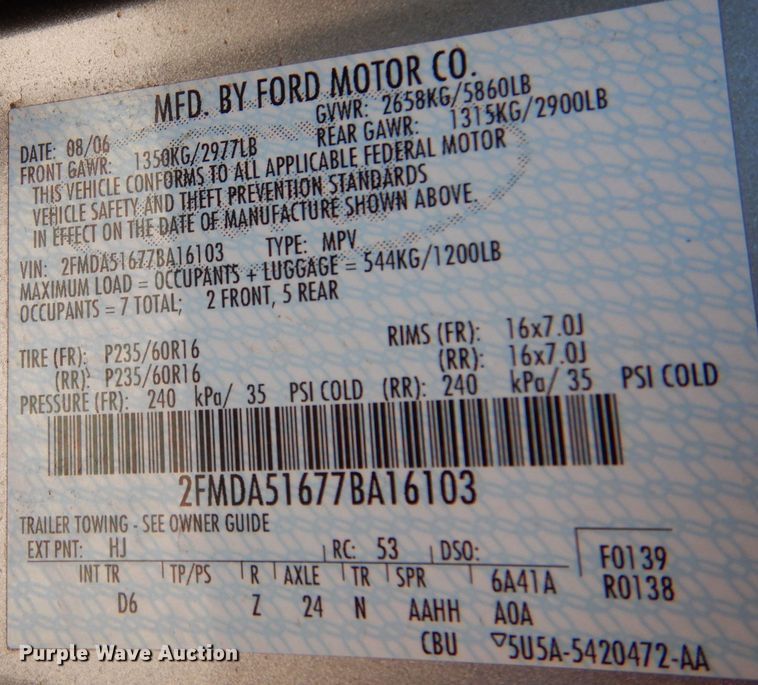 MFD. BY FORD MOTOR CO.
DATE: 08/06 GVWR: 2658KG/5860LB
FRONT GAWR: 1350KG/2977LB REAR GAWR: 1315KG/2900LB
THIS VEHICLE CONFORMS TO ALL APPLICABLE FEDERAL MOTOR
VEHICLE SAFETY AND THEFT PREVENTION STANDARDS
IN EFFECT ON THE DATE OF MANUFACTURE SHOWN ABOVE.
VIN: 2FMDA51677BA16103 TYPE: MPV
MAXIMUM LOAD = OCCUPANTS + LUGGAGE = 544KG/1200LB
OCCUPANTS = 7 TOTAL; 2 FRONT, 5 REAR
TIRE (FR): P235/60R16 RIMS (FR): 16x7.0J
(RR): P235/60R16 (RR): 16x7.0J
PRESSURE (FR): 240 kPa/ 35 PSI COLD (RR): 240 kPa/ 35 PSI COLD
2FMDA51677BA16103
TRAILER TOWING - SEE OWNER GUIDE
EXT PNT: HJ RC: 53 DSO: F0139
INT TR TP/PS R AXLE TR SPR 6A41A R0138
D6 Z 24 N AAHH A0A
CBU ▽5U5A-5420472-AA
Purple Wave Auction